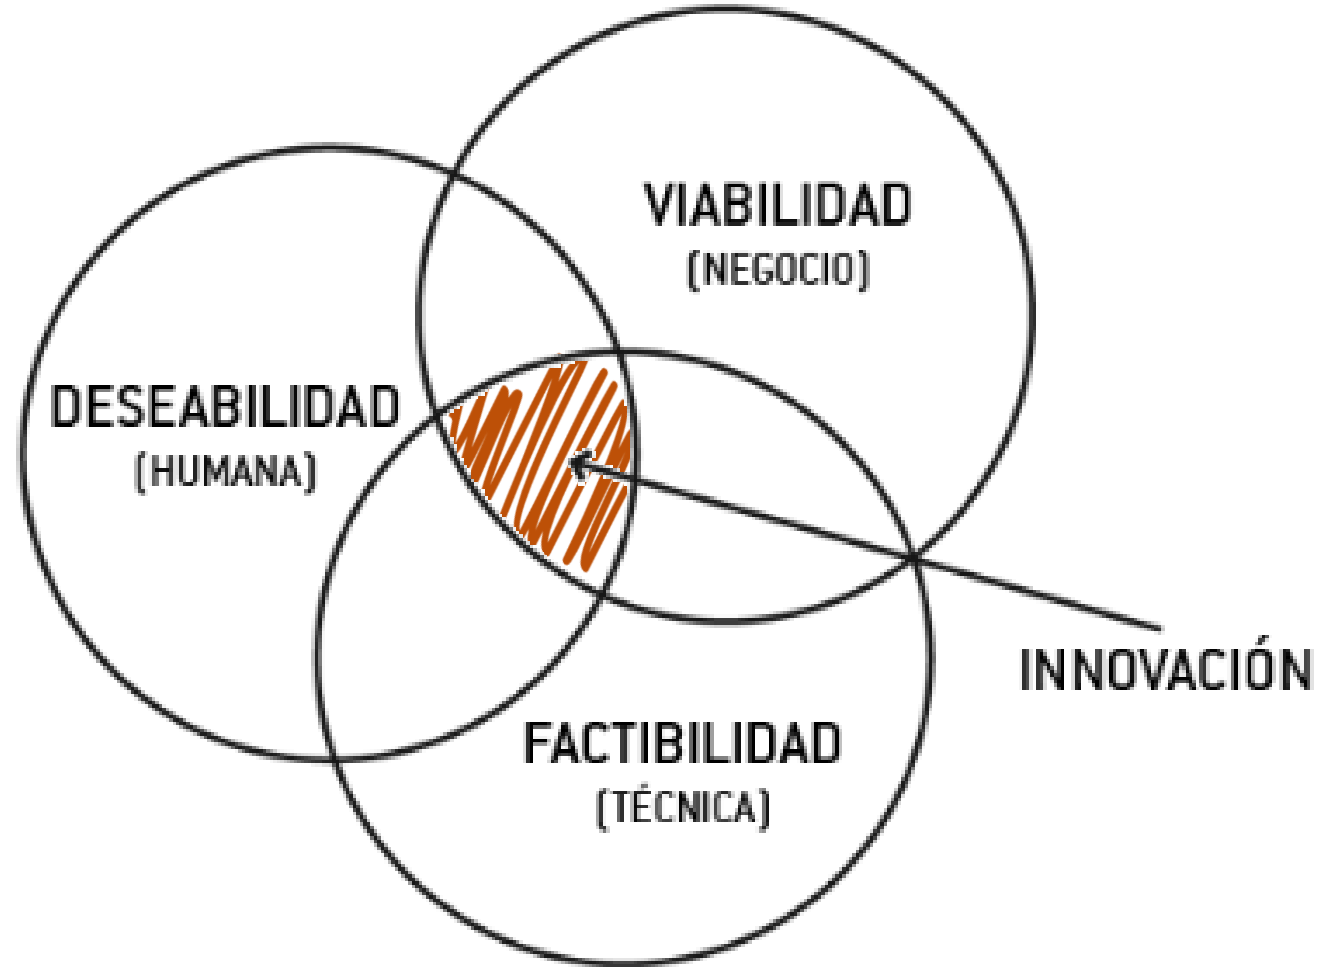 VIABILIDAD
(NEGOCIO)
DESEABILIDAD
(HUMANA)
INNOVACIÓN
FACTIBILIDAD
(TÉCNICA)